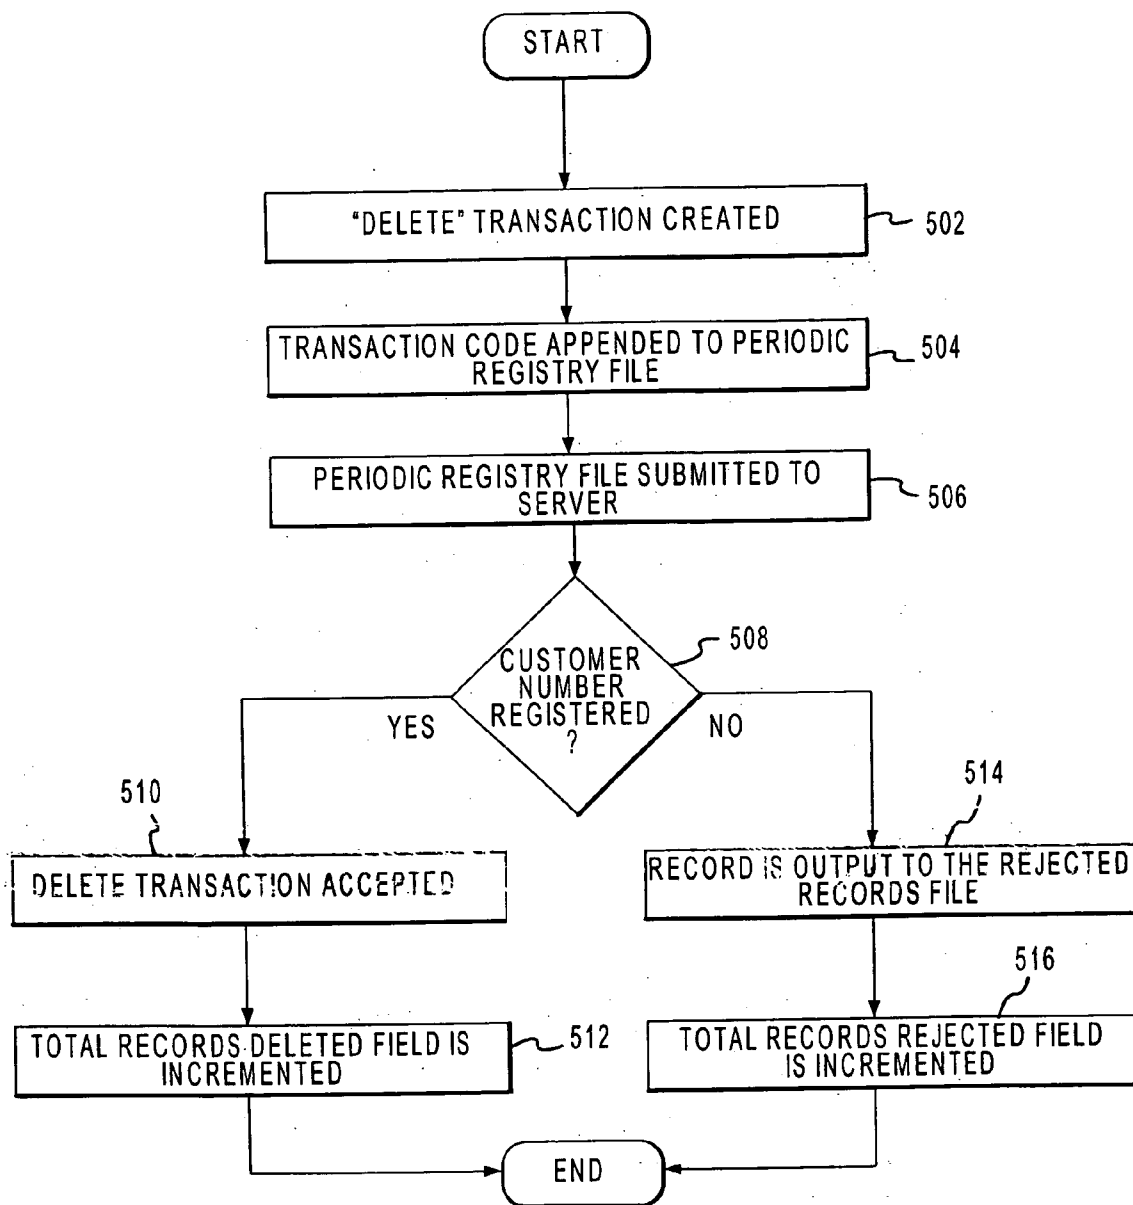 START
"DELETE" TRANSACTION CREATED
502
TRANSACTION CODE APPENDED TO PERIODIC
REGISTRY FILE
504
PERIODIC REGISTRY FILE SUBMITTED TO
SERVER
506
CUSTOMER
NUMBER
REGISTERED
?
508
YES
NO
510
DELETE TRANSACTION ACCEPTED
514
RECORD IS OUTPUT TO THE REJECTED
RECORDS FILE
TOTAL RECORDS DELETED FIELD IS
INCREMENTED
512
516
TOTAL RECORDS REJECTED FIELD
IS INCREMENTED
END